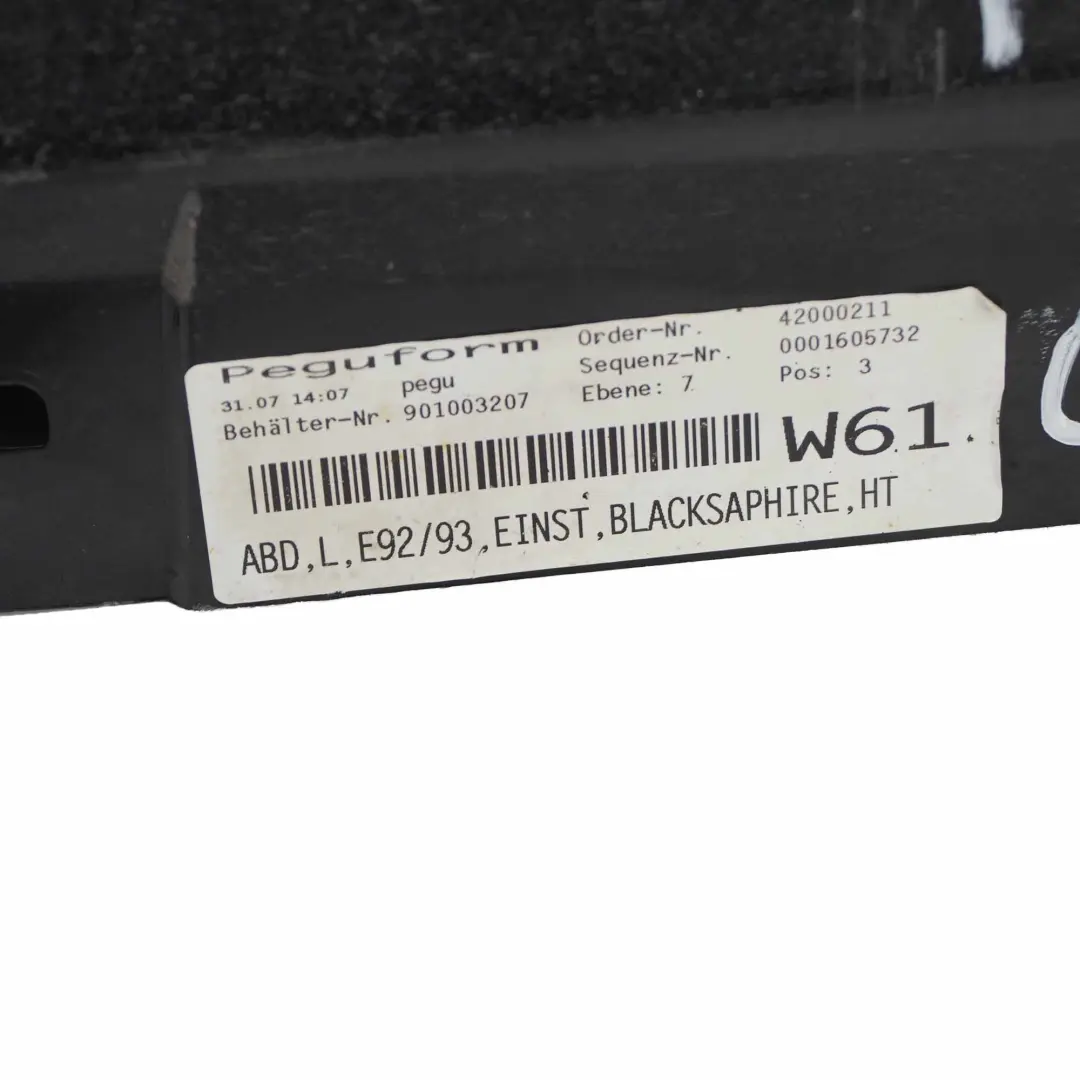 Peguform
31.07 14:07 pegu
Behälter-Nr. 901003207
Order-Nr. 42000211
Sequenz-Nr. 0001605732
Ebene: 7 Pos: 3
W61.
ABD,L,E92/93,EINST,BLACKSAPHIRE,HT